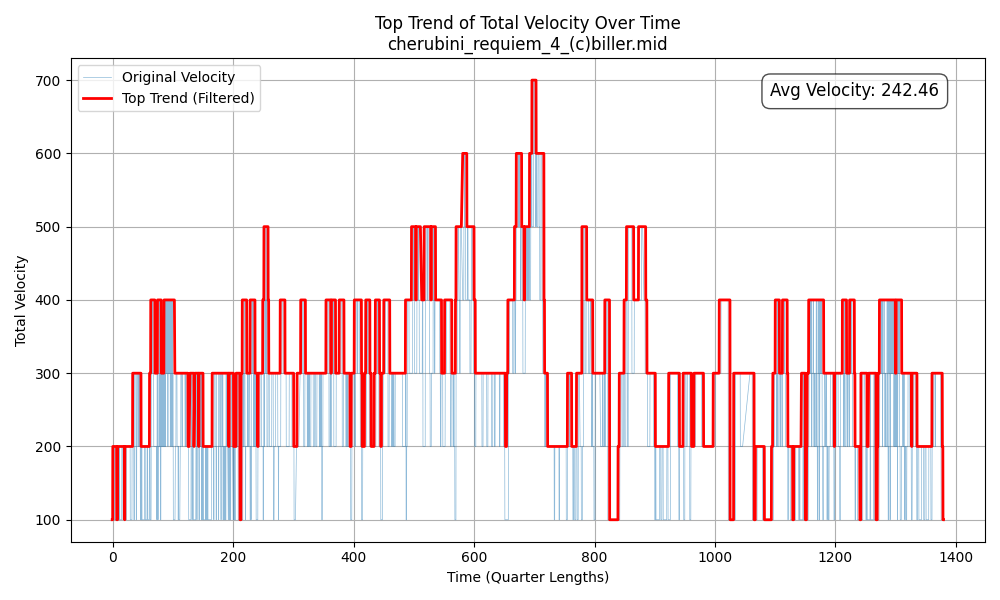 Top Trend of Total Velocity Over Time
cherubini_requiem_4_(c)biller.mid
Original Velocity
Top Trend (Filtered)
Avg Velocity: 242.46
Total Velocity
700
600
500
400
300
200
100
0 200 400 600 800 1000 1200 1400
Time (Quarter Lengths)